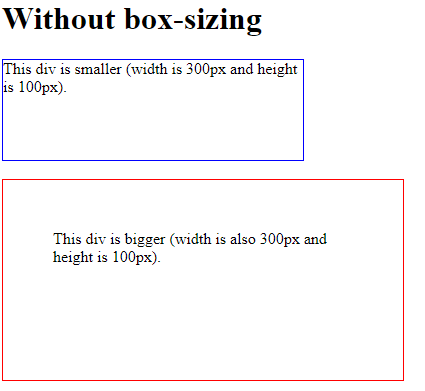 Without box-sizing
This div is smaller (width is 300px and height
is 100px).
This div is bigger (width is also 300px and
height is 100px).